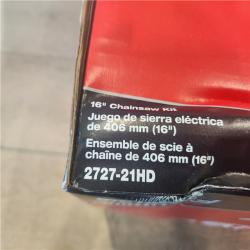 16" Chainsaw Kit
Juego de sierra eléctrica
de 406 mm (16")
Ensemble de scie à
chaîne de 406 mm (16")
2727-21HD